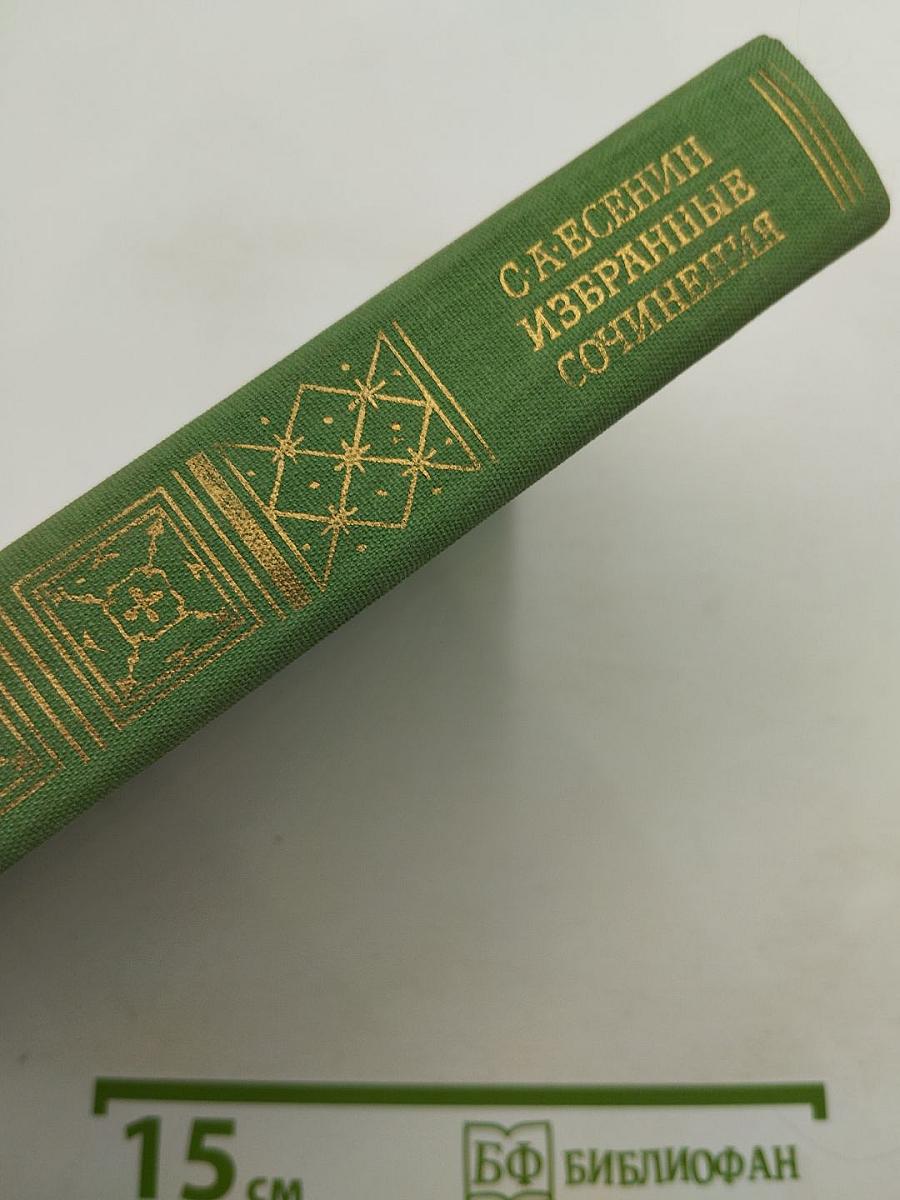 С·А·ЕСЕНИН
ИЗБРАННЫЕ
СОЧИНЕНИЯ
15 см
БФ БИБЛИОФАН